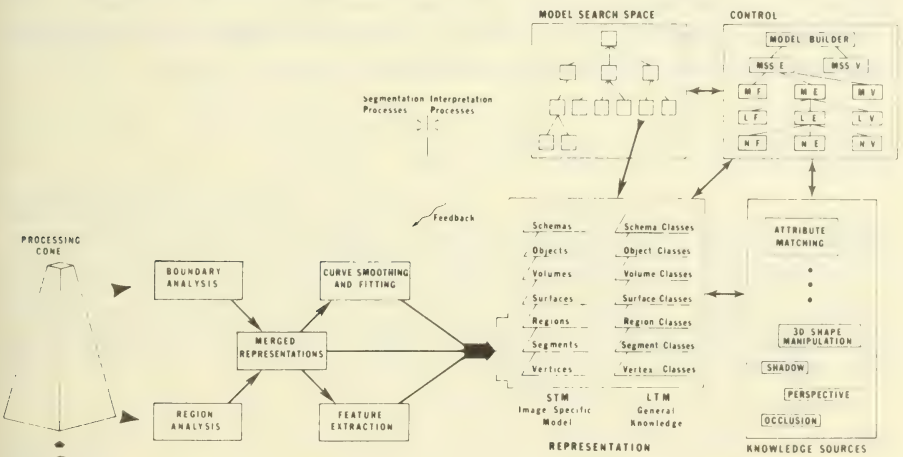 MODEL SEARCH SPACE
CONTROL
MODEL BUILDER
MSS E
MSS V
M F
M E
M V
L F
L E
L V
N F
N E
N V
Segmentation Interpretation
Processes Processes
Feedback
PROCESSING
CONE
BOUNDARY
ANALYSIS
CURVE SMOOTHING
AND FITTING
MERGED
REPRESENTATIONS
REGION
ANALYSIS
FEATURE
EXTRACTION
Schemas
Schema Classes
Objects
Object Classes
Volumes
Volume Classes
Surfaces
Surface Classes
Regions
Region Classes
Segments
Segment Classes
Vertices
Vertex Classes
STM
Image Specific
Model
LTM
General
Knowledge
REPRESENTATION
ATTRIBUTE
MATCHING
3D SHAPE
MANIPULATION
SHADOW
PERSPECTIVE
OCCLUSION
KNOWLEDGE SOURCES